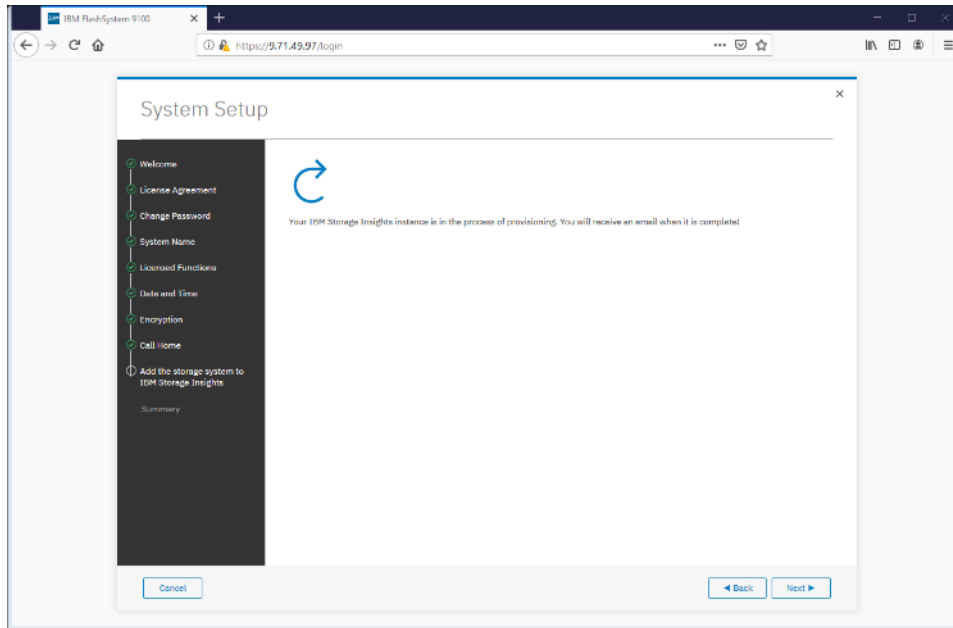 IBM FlashSystem 9100
https://9.71.49.97/login
System Setup
Welcome
License Agreement
Change Password
System Name
Licensed Functions
Date and Time
Encryption
Call Home
Add the storage system to
IBM Storage Insights
Summary
Your IBM Storage Insights instance is in the process of provisioning. You will receive an email when it is complete!
Cancel
Back
Next